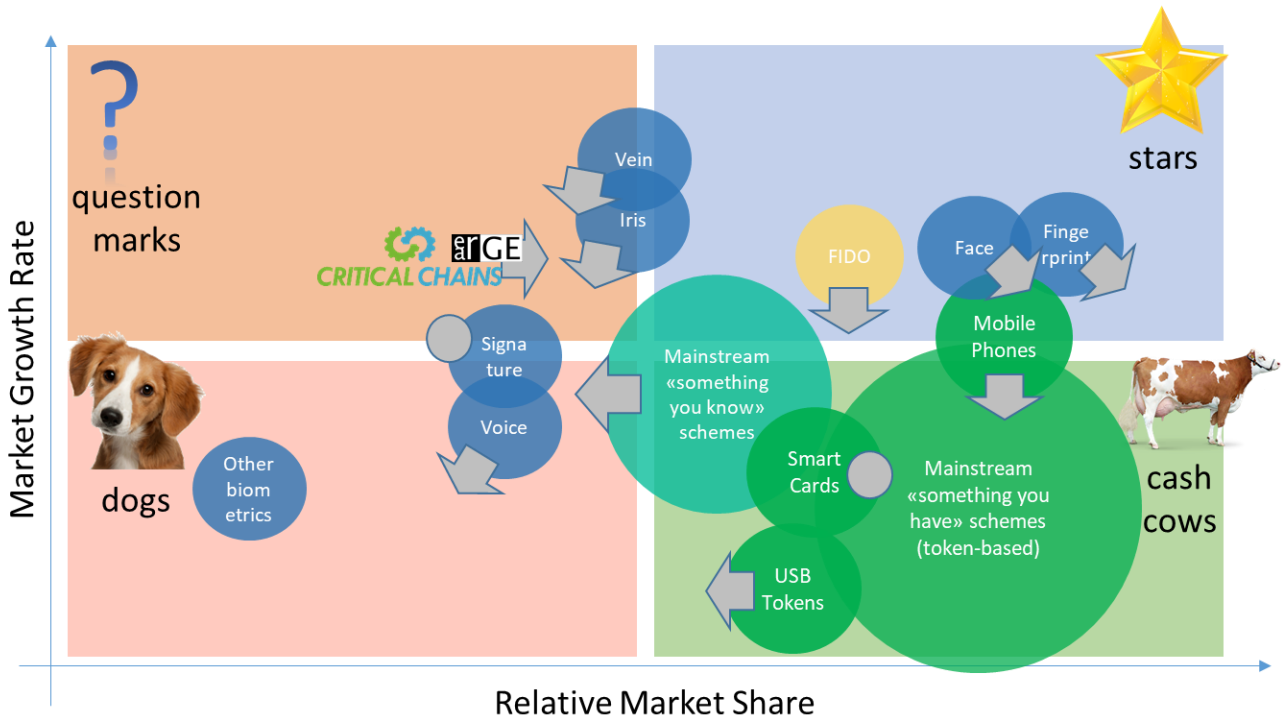 ?
question
marks
stars
Vein
Iris
ear GE
CRITICAL CHAINS
FIDO
Face
Finge
rprint
Mobile
Phones
Signa
ture
Voice
Mainstream
«something
you know»
schemes
Other
biom
etrics
dogs
Smart
Cards
Mainstream
«something you
have» schemes
(token-based)
cash
cows
USB
Tokens
Market Growth Rate
Relative Market Share